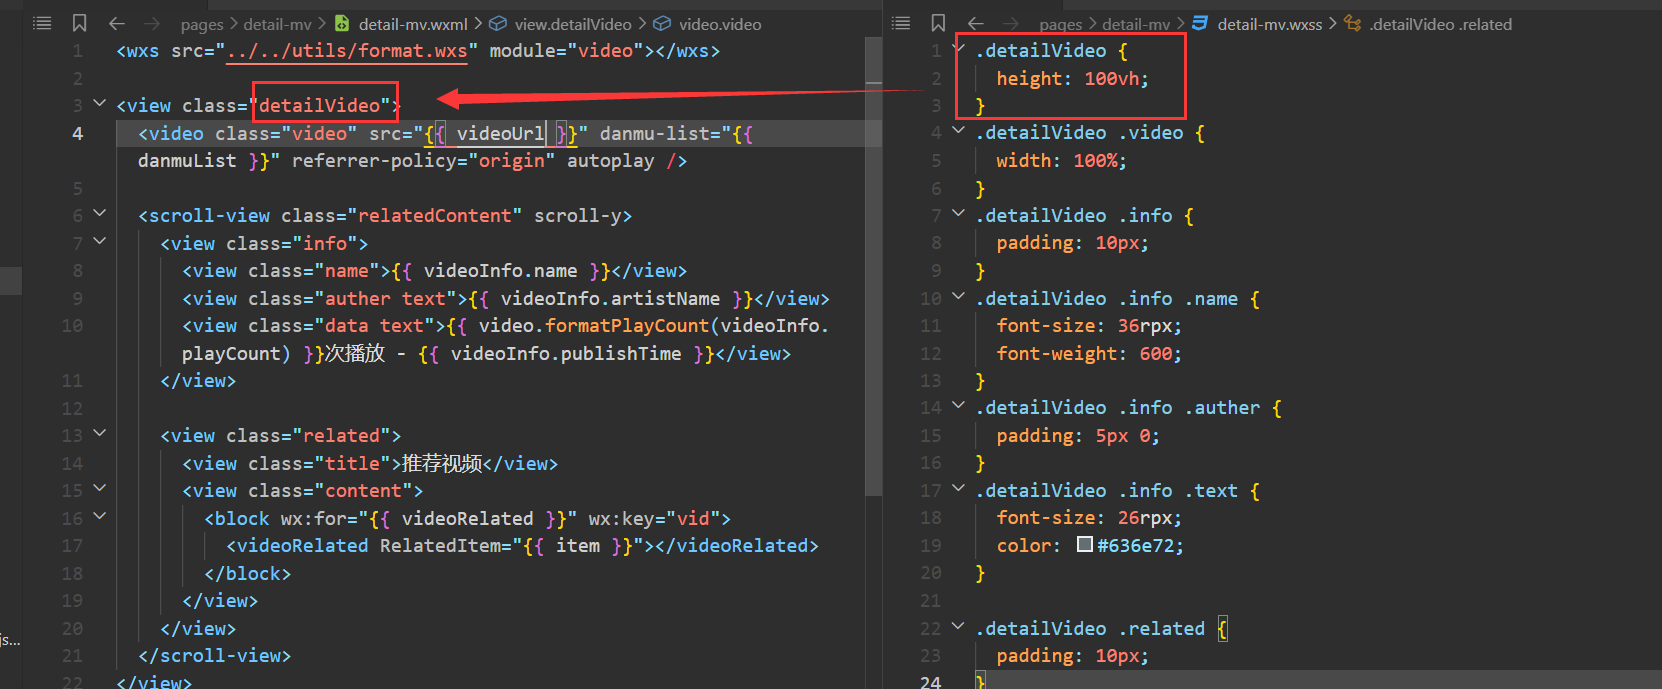 pages > detail-mv > detail-mv.wxml > view.detailVideo > video.video
1 <wxs src="../../utils/format.wxs" module="video"></wxs>
2
3 <view class="detailVideo">
4 <video class="video" src="{{ videoUrl }}" danmu-list="{{
danmuList }}" referrer-policy="origin" autoplay />
5
6 <scroll-view class="relatedContent" scroll-y>
7 <view class="info">
8 <view class="name">{{ videoInfo.name }}</view>
9 <view class="auther text">{{ videoInfo.artistName }}</view>
10 <view class="data text">{{ video.formatPlayCount(videoInfo.
playCount) }}次播放 - {{ videoInfo.publishTime }}</view>
11 </view>
12
13 <view class="related">
14 <view class="title">推荐视频</view>
15 <view class="content">
16 <block wx:for="{{ videoRelated }}" wx:key="vid">
17 <videoRelated RelatedItem="{{ item }}"></videoRelated>
18 </block>
19 </view>
20 </view>
21 </scroll-view>
22 </view>
js...
pages > detail-mv > detail-mv.wxss > .detailVideo .related
1 .detailVideo {
2 height: 100vh;
3 }
4 .detailVideo .video {
5 width: 100%;
6 }
7 .detailVideo .info {
8 padding: 10px;
9 }
10 .detailVideo .info .name {
11 font-size: 36rpx;
12 font-weight: 600;
13 }
14 .detailVideo .info .auther {
15 padding: 5px 0;
16 }
17 .detailVideo .info .text {
18 font-size: 26rpx;
19 color: #636e72;
20 }
21
22 .detailVideo .related {
23 padding: 10px;
24 }